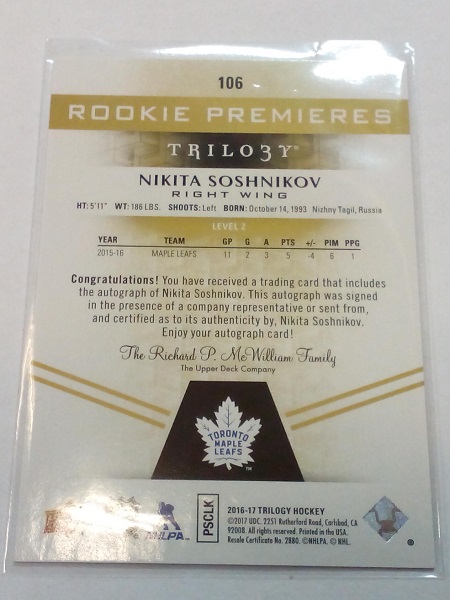 106
ROOKIE PREMIERES
TRILO3Y
NIKITA SOSHNIKOV
RIGHT WING
HT: 5'11" WT: 186 LBS. SHOOTS: Left BORN: October 14, 1993 Nizhny Tagil, Russia
LEVEL 2
YEAR TEAM GP G A PTS +/- PIM PPG
2015-16 MAPLE LEAFS 11 2 3 5 -4 6 1
Congratulations! You have received a trading card that includes
the autograph of Nikita Soshnikov. This autograph was signed
in the presence of a company representative or sent from,
and certified as to its authenticity by, Nikita Soshnikov.
Enjoy your autograph card!
The Richard P. McWilliam Family
The Upper Deck Company
TORONTO
MAPLE
LEAFS
TM
NHLPA
PSCLK
2016-17 TRILOGY HOCKEY
©2017 UDC. 2251 Rutherford Road, Carlsbad, CA
92008. All rights reserved. Printed in the USA.
Resale Certificate No. 2880. ©NHLPA. © NHL.